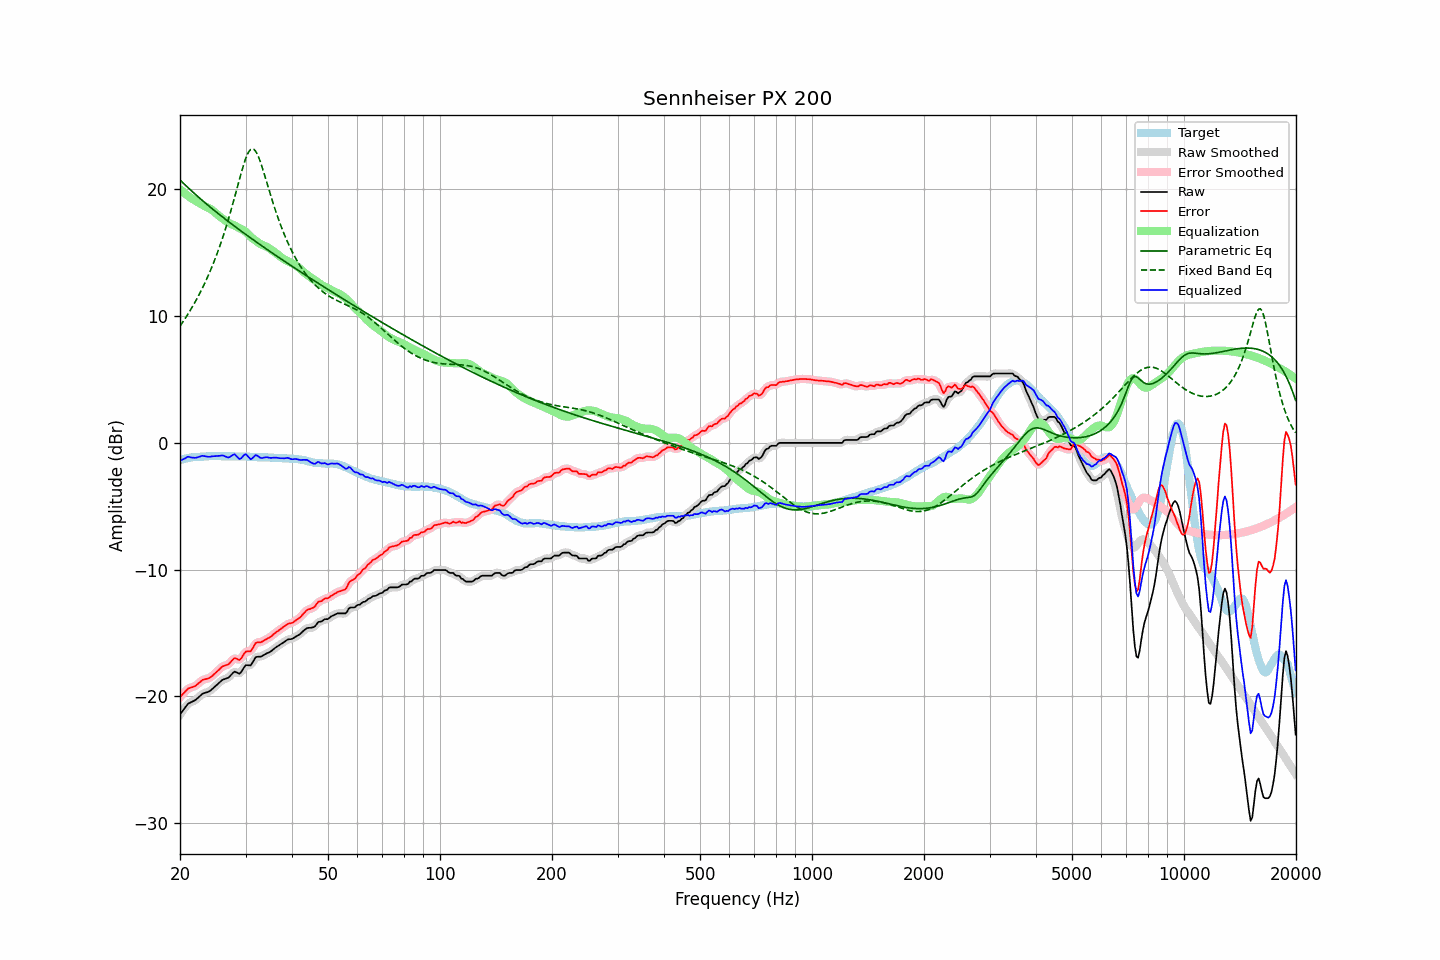 Sennheiser PX 200
Target
Raw Smoothed
Error Smoothed
Raw
Error
Equalization
Parametric Eq
Fixed Band Eq
Equalized
20
10
0
−10
−20
−30
Amplitude (dBr)
20 50 100 200 500 1000 2000 5000 10000 20000
Frequency (Hz)